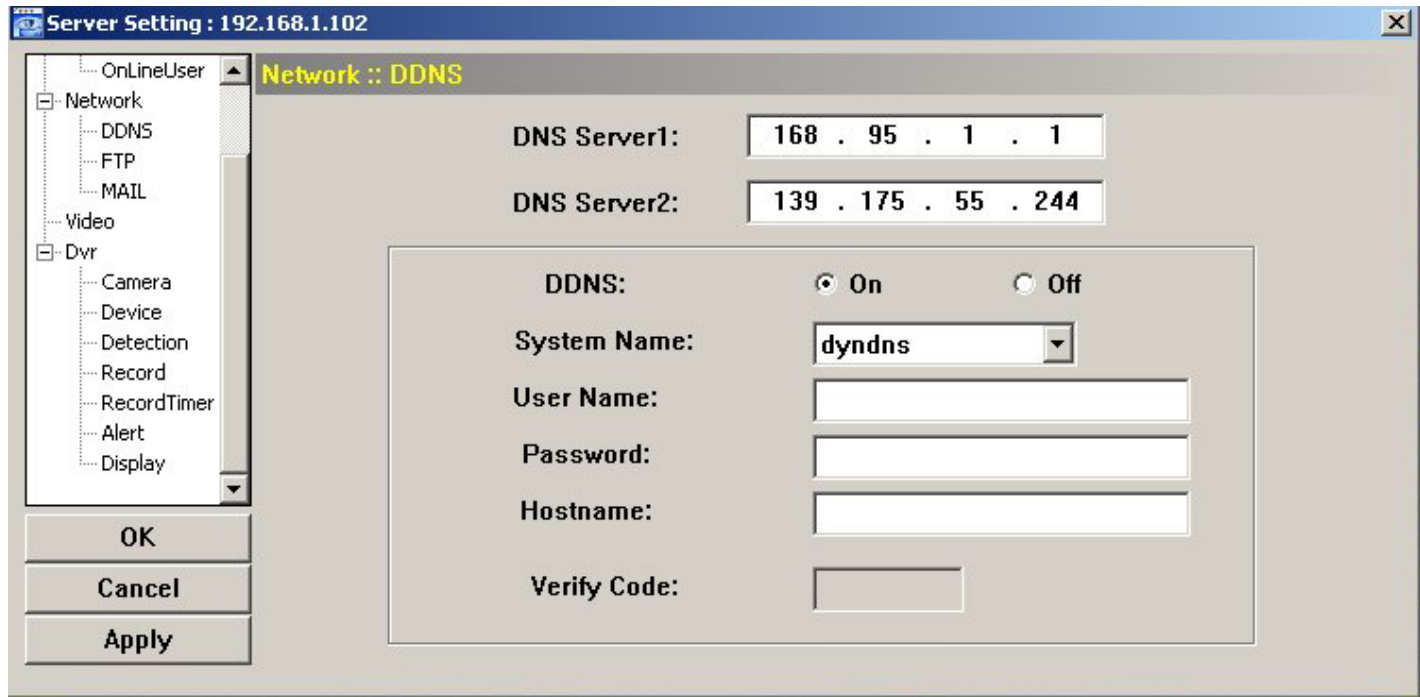 Server Setting : 192.168.1.102
OnLineUser
Network
DDNS
FTP
MAIL
Video
Dvr
Camera
Device
Detection
Record
RecordTimer
Alert
Display
OK
Cancel
Apply
Network :: DDNS
DNS Server1: 168 . 95 . 1 . 1
DNS Server2: 139 . 175 . 55 . 244
DDNS: On Off
System Name: dyndns
User Name:
Password:
Hostname:
Verify Code: